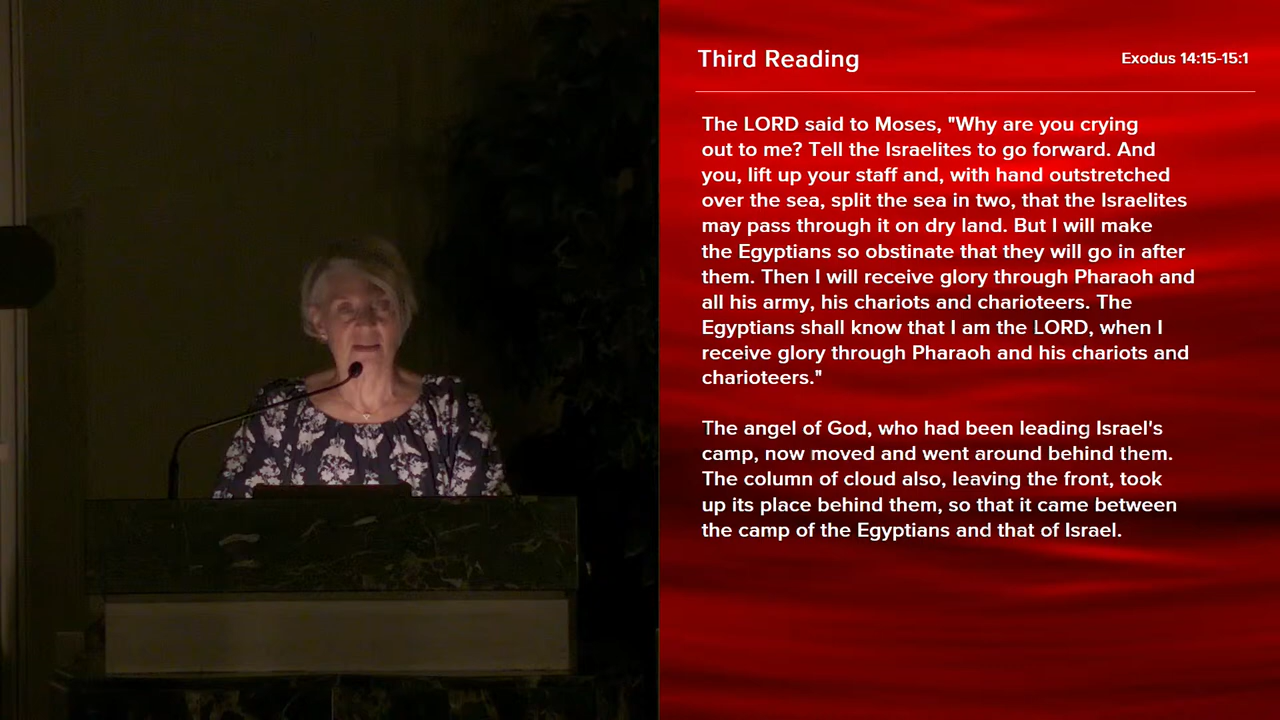 Third Reading
Exodus 14:15-15:1
The LORD said to Moses, "Why are you crying
out to me? Tell the Israelites to go forward. And
you, lift up your staff and, with hand outstretched
over the sea, split the sea in two, that the Israelites
may pass through it on dry land. But I will make
the Egyptians so obstinate that they will go in after
them. Then I will receive glory through Pharaoh and
all his army, his chariots and charioteers. The
Egyptians shall know that I am the LORD, when I
receive glory through Pharaoh and his chariots and
charioteers."
The angel of God, who had been leading Israel's
camp, now moved and went around behind them.
The column of cloud also, leaving the front, took
up its place behind them, so that it came between
the camp of the Egyptians and that of Israel.